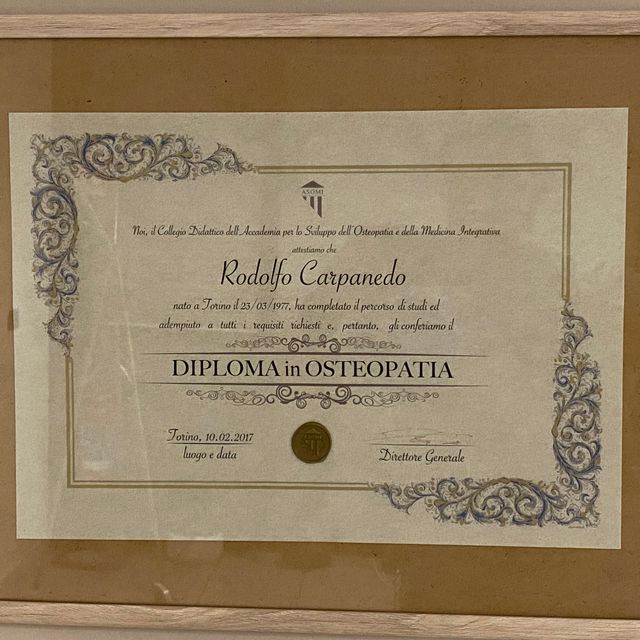 ASOMI
Noi, il Collegio Didattico dell'Accademia per lo Sviluppo dell'Osteopatia e della Medicina Integrativa
attestiamo che
Rodolfo Carpanedo
nato a Torino il 23/03/1977, ha completato il percorso di studi ed
adempiuto a tutti i requisiti richiesti e, pertanto, gli conferiamo il
DIPLOMA in OSTEOPATIA
Torino, 10.02.2017
luogo e data
Direttore Generale